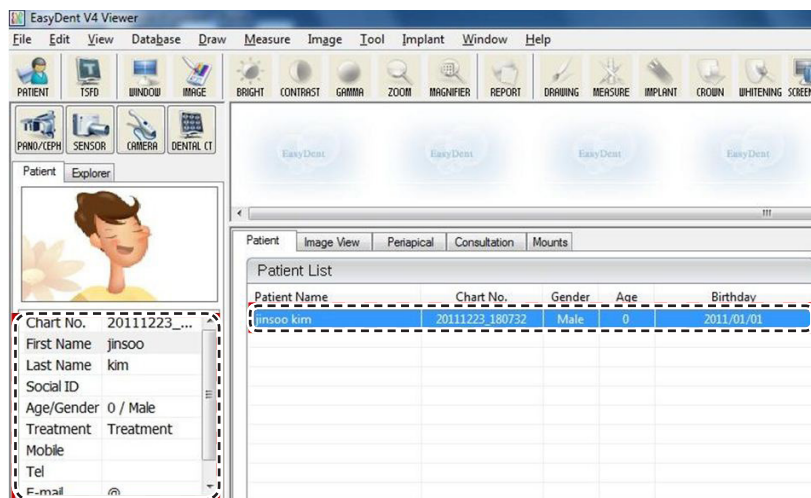 EasyDent V4 Viewer
File Edit View Database Draw Measure Image Tool Implant Window Help
PATIENT TSFD WINDOW IMAGE BRIGHT CONTRAST GAMMA ZOOM MAGNIFIER REPORT DRAWING MEASURE IMPLANT CROWN WHITENING SCREEN
PANO/CEPH SENSOR CAMERA DENTAL CT
EasyDent EasyDent EasyDent EasyDent
Patient Explorer
Patient Image View Periapical Consultation Mounts
Patient List
Patient Name Chart No. Gender Age Birthday
jinsoo kim 20111223_180732 Male 0 2011/01/01
Chart No. 20111223_...
First Name jinsoo
Last Name kim
Social ID
Age/Gender 0 / Male
Treatment Treatment
Mobile
Tel
E-mail @